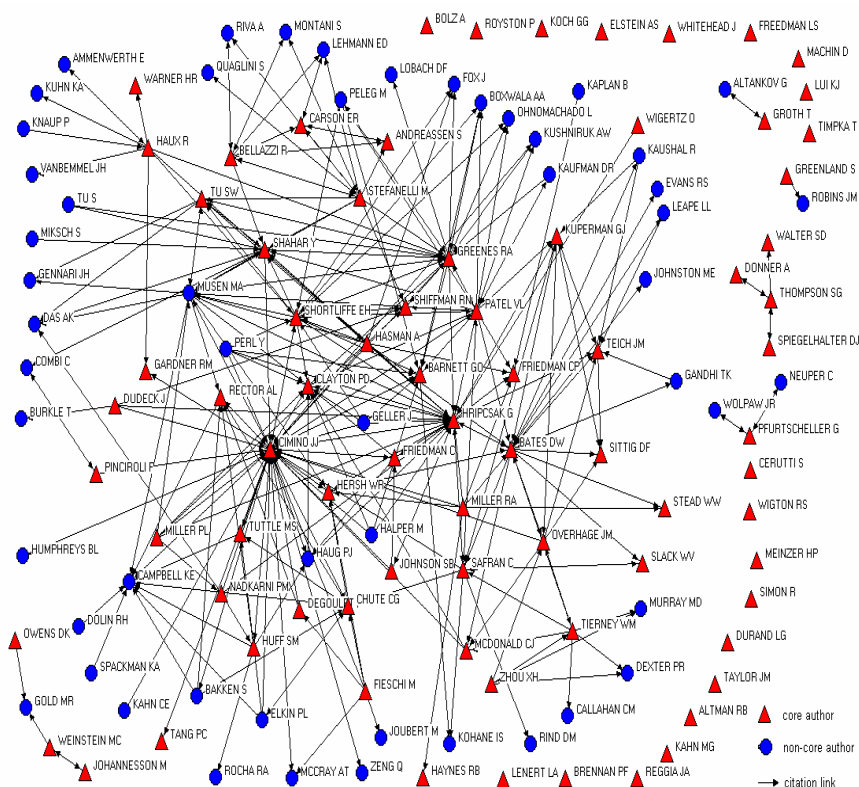 BOLZ A
ROYSTON P
KOCH GG
ELSTEIN AS
WHITEHEAD J
FREEDMAN LS
RIVA A
MONTANI S
LEHMANN ED
AMMENWERTH E
QUAGLINI S
LOBACH DF
MACHIN D
KUHN KA
WARNER HR
PELEG M
FOX J
BOXWALA AA
KAPLAN B
ALTANKOV G
LUI KJ
KNAUP P
CARSON ER
OHNOMACHADO L
WIGERTZ O
GROTH T
HAUX R
BELLAZZI R
ANDREASSEN S
KUSHNIRUK AW
KAUSHAL R
TIMPKA T
VANBEMMEL JH
KAUFMAN DR
GREENLAND S
TU S
TU SW
STEFANELLI M
EVANS RS
ROBINS JM
LEAPE LL
MIKSCH S
SHAHAR Y
GREENES RA
KUPERMAN GJ
WALTER SD
GENNARI JH
MUSEN MA
JOHNSTON ME
DONNER A
SHORTLIFFE EH
SHIFFMAN RN
PATEL VL
THOMPSON SG
DAS AK
PERL Y
HASMAN A
TEICH JM
SPIEGELHALTER DJ
COMBI C
GARDNER RM
CLAYTON PD
BARNETT GO
FRIEDMAN CP
GANDHI TK
NEUPER C
RECTOR AL
DUDECK J
BURKLE T
GELLER J
HRIPCSAK G
WOLPAW JR
PFURTSCHELLER G
CIMINO JJ
FRIEDMAN C
BATES DW
SITTIG DF
PINCIROLI F
CERUTTI S
HERSH WR
MILLER RA
STEAD WW
WIGTON RS
MILLER PL
TUTTLE MS
HALPER M
OVERHAGE JM
HUMPHREYS BL
HAUG PJ
JOHNSON SB
SAFRAN C
SLACK WV
MEINZER HP
CAMPBELL KE
NADKARNI PM
DEGOULET
CHUTE CG
SIMON R
MURRAY MD
DOLIN RH
TIERNEY WM
OWENS DK
HUFF SM
MCDONALD CJ
DURAND LG
SPACKMAN KA
DEXTER PR
BAKKEN S
FIESCHI M
ZHOU XH
TAYLOR JM
GOLD MR
KAHN CE
ELKIN PL
CALLAHAN CM
ALTMAN RB
core author
WEINSTEIN MC
TANG PC
JOUBERT M
KOHANE IS
RIND DM
non-core author
KAHN MG
JOHANNESSON M
ROCHA RA
MCCRAY AT
ZENG Q
HAYNES RB
LENERT LA
BRENNAN PF
REGGIA JA
citation link